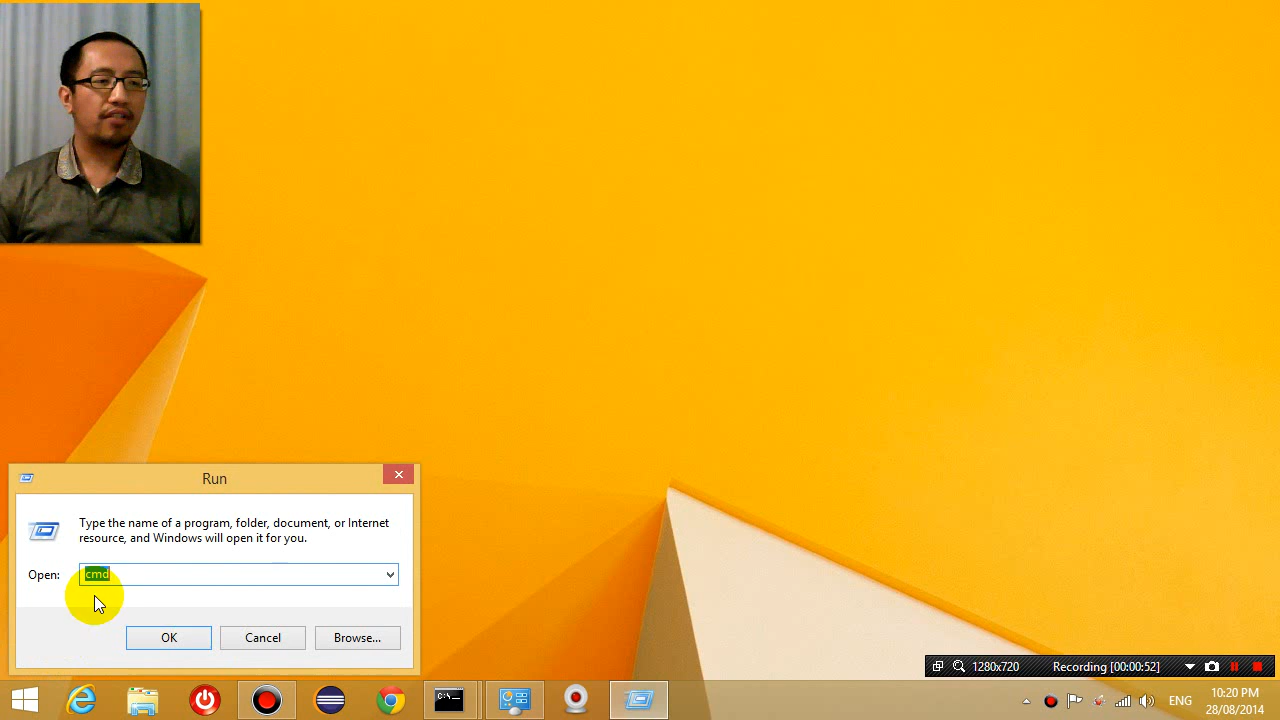 Run
Type the name of a program, folder, document, or Internet
resource, and Windows will open it for you.
Open: cmd
OK Cancel Browse...
1280x720 Recording [00:00:52]
C:\_
ENG
10:20 PM
28/08/2014